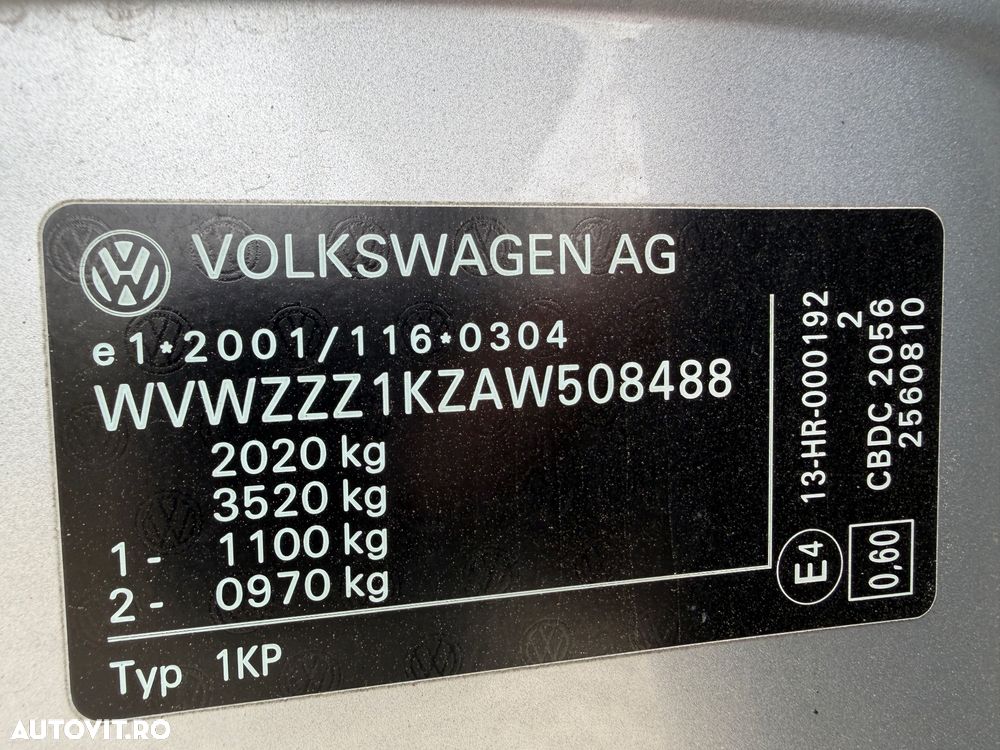 VOLKSWAGEN AG
e1*2001/116*0304
WVWZZZ1KZAW508488
2020 kg
3520 kg
1 - 1100 kg
2 - 0970 kg
Typ 1KP
E4 13-HR-000192
2
0,60 CBDC 2056
25608810
AUTOVIT.RO